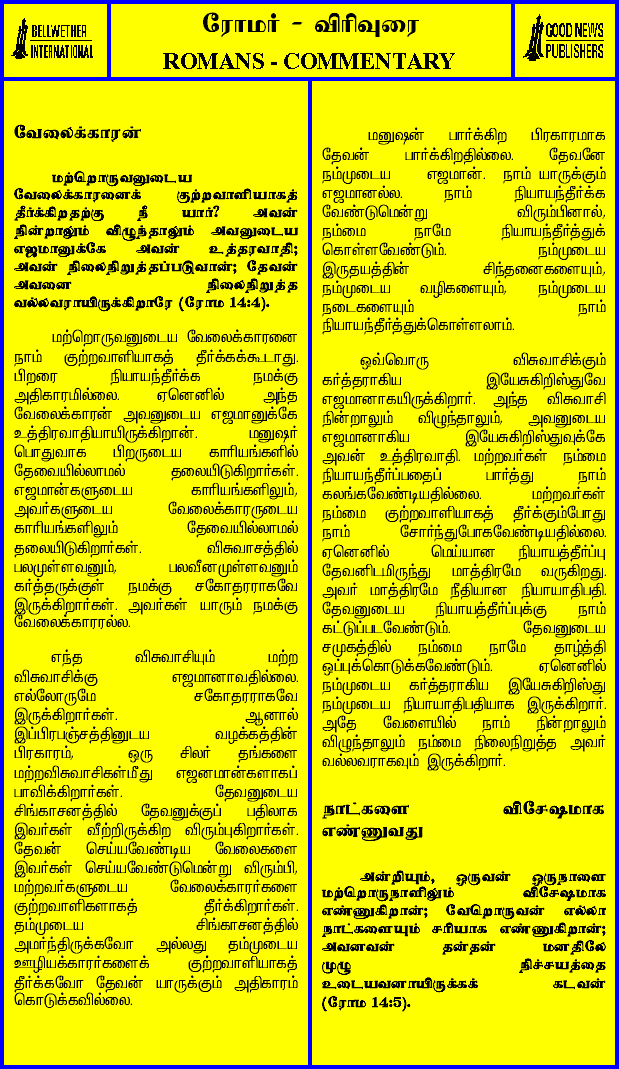 BELLWETHER
INTERNATIONAL
ரோமர் - விரிவுரை
ROMANS - COMMENTARY
GOOD NEWS
PUBLISHERS
வேலைக்காரன்
மற்றொருவனுடைய
வேலைக்காரனைக் குற்றவாளியாகத்
தீர்க்கிறதற்கு நீ யார்? அவன்
நின்றாலும் விழுந்தாலும் அவனுடைய
எஜமானுக்கே அவன் உத்தரவாதி;
அவன் நிலைநிறுத்தப்படுவான்; தேவன்
அவனை நிலைநிறுத்த
வல்லவராயிருக்கிறாரே (ரோம 14:4).
மற்றொருவனுடைய வேலைக்காரனை
நாம் குற்றவாளியாகத் தீர்க்கக்கூடாது.
பிறரை நியாயந்தீர்க்க நமக்கு
அதிகாரமில்லை. ஏனெனில் அந்த
வேலைக்காரன் அவனுடைய எஜமானுக்கே
உத்திரவாதியாயிருக்கிறான். மனுஷர்
பொதுவாக பிறருடைய காரியங்களில்
தேவையில்லாமல் தலையிடுகிறார்கள்.
எஜமான்களுடைய காரியங்களிலும்,
அவர்களுடைய வேலைக்காரருடைய
காரியங்களிலும் தேவையில்லாமல்
தலையிடுகிறார்கள். விசுவாசத்தில்
பலமுள்ளவனும், பலவீனமுள்ளவனும்
கர்த்தருக்குள் நமக்கு சகோதரராகவே
இருக்கிறார்கள். அவர்கள் யாரும் நமக்கு
வேலைக்காரரல்ல.
எந்த விசுவாசியும் மற்ற
விசுவாசிக்கு எஜமானாவதில்லை.
எல்லோருமே சகோதரராகவே
இருக்கிறார்கள். ஆனால்
இப்பிரபஞ்சத்தினுடய வழக்கத்தின்
பிரகாரம், ஒரு சிலர் தங்களை
மற்றவிசுவாசிகள்மீது எஜனமான்களாகப்
பாவிக்கிறார்கள். தேவனுடைய
சிங்காசனத்தில் தேவனுக்குப் பதிலாக
இவர்கள் வீற்றிருக்கிற விரும்புகிறார்கள்.
தேவன் செய்யவேண்டிய வேலைகளை
இவர்கள் செய்யவேண்டுமென்று விரும்பி,
மற்றவர்களுடைய வேலைக்காரர்களை
குற்றவாளிகளாகத் தீர்க்கிறார்கள்.
தம்முடைய சிங்காசனத்தில்
அமர்ந்திருக்கவோ அல்லது தம்முடைய
ஊழியக்காரர்களைக் குற்றவாளியாகத்
தீர்க்கவோ தேவன் யாருக்கும் அதிகாரம்
கொடுக்கவில்லை.
மனுஷன் பார்க்கிற பிரகாரமாக
தேவன் பார்க்கிறதில்லை. தேவனே
நம்முடைய எஜமான். நாம் யாருக்கும்
எஜமானல்ல. நாம் நியாயந்தீர்க்க
வேண்டுமென்று விரும்பினால்,
நம்மை நாமே நியாயந்தீர்த்துக்
கொள்ளவேண்டும். நம்முடைய
இருதயத்தின் சிந்தனைகளையும்,
நம்முடைய வழிகளையும், நம்முடைய
நடைகளையும் நாம்
நியாயந்தீர்த்துக்கொள்ளலாம்.
ஒவ்வொரு விசுவாசிக்கும்
கர்த்தராகிய இயேசுகிறிஸ்துவே
எஜமானாகயிருக்கிறார். அந்த விசுவாசி
நின்றாலும் விழுந்தாலும், அவனுடைய
எஜமானாகிய இயேசுகிறிஸ்துவுக்கே
அவன் உத்திரவாதி. மற்றவர்கள் நம்மை
நியாயந்தீர்ப்பதைப் பார்த்து நாம்
கலங்கவேண்டியதில்லை. மற்றவர்கள்
நம்மை குற்றவாளியாகத் தீர்க்கும்போது
நாம் சோர்ந்துபோகவேண்டியதில்லை.
ஏனெனில் மெய்யான நியாயத்தீர்ப்பு
தேவனிடமிருந்து மாத்திரமே வருகிறது.
அவர் மாத்திரமே நீதியான நியாயாதிபதி.
தேவனுடைய நியாயத்தீர்ப்புக்கு நாம்
கட்டுப்படவேண்டும். தேவனுடைய
சமுகத்தில் நம்மை நாமே தாழ்த்தி
ஒப்புக்கொடுக்கவேண்டும். ஏனெனில்
நம்முடைய கர்த்தராகிய இயேசுகிறிஸ்து
நம்முடைய நியாயாதிபதியாக இருக்கிறார்.
அதே வேளையில் நாம் நின்றாலும்
விழுந்தாலும் நம்மை நிலைநிறுத்த அவர்
வல்லவராகவும் இருக்கிறார்.
நாட்களை விசேஷமாக
எண்ணுவது
அன்றியும், ஒருவன் ஒருநாளை
மற்றொருநாளிலும் விசேஷமாக
எண்ணுகிறான்; வேறொருவன் எல்லா
நாட்களையும் சரியாக எண்ணுகிறான்;
அவனவன் தன்தன் மனதிலே
முழு நிச்சயத்தை
உடையவனாயிருக்கக் கடவன்
(ரோம 14:5).